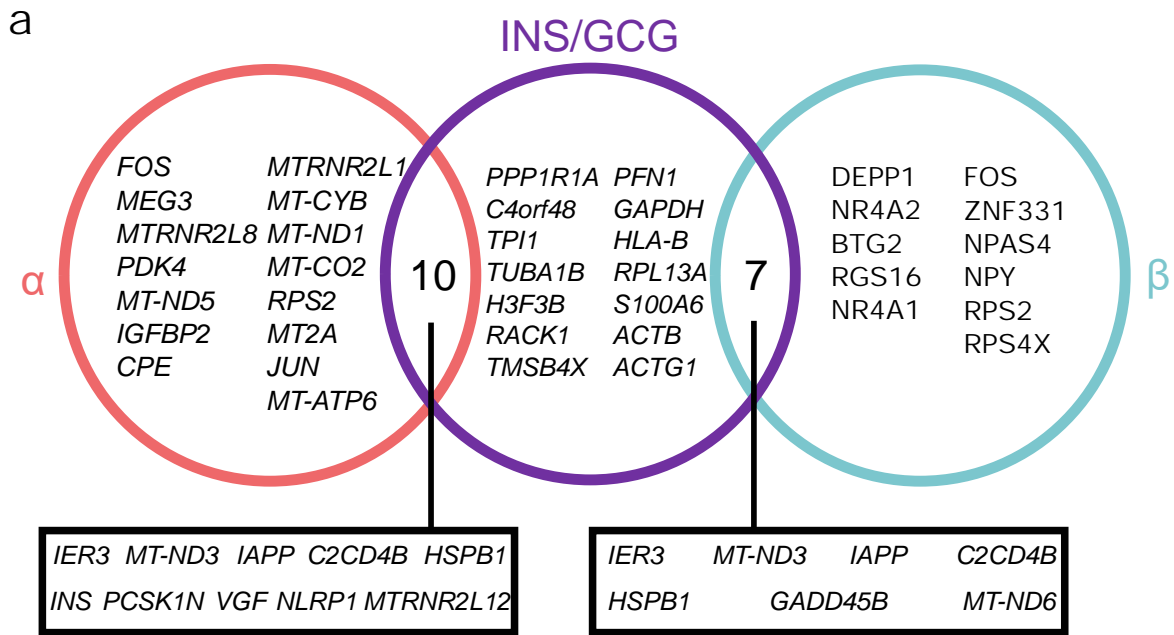 a
INS/GCG
α
β
FOS
MEG3
MTRNR2L8
PDK4
MT-ND5
IGFBP2
CPE
MTRNR2L1
MT-CYB
MT-ND1
MT-CO2
RPS2
MT2A
JUN
MT-ATP6
10
PPP1R1A
C4orf48
TPI1
TUBA1B
H3F3B
RACK1
TMSB4X
PFN1
GAPDH
HLA-B
RPL13A
S100A6
ACTB
ACTG1
7
DEPP1
NR4A2
BTG2
RGS16
NR4A1
FOS
ZNF331
NPAS4
NPY
RPS2
RPS4X
IER3 MT-ND3 IAPP C2CD4B HSPB1
INS PCSK1N VGF NLRP1 MTRNR2L12
IER3 MT-ND3 IAPP C2CD4B
HSPB1 GADD45B MT-ND6